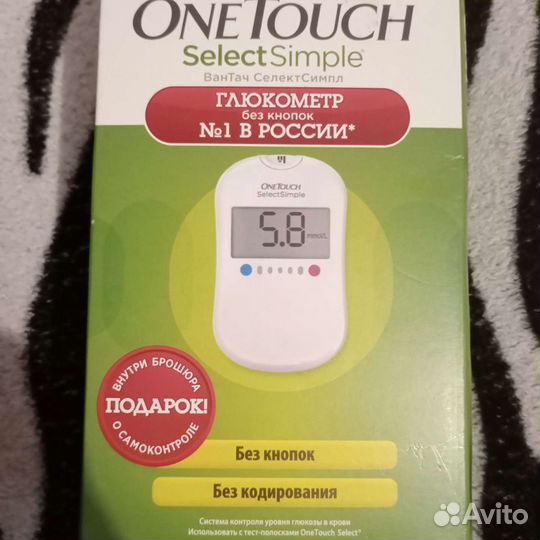 ONETOUCH
SelectSimple®
ВанТач СелектСимпл
ГЛЮКОМЕТР
без кнопок
№1 В РОССИИ*
ONETOUCH
SelectSimple
5.8 mmol/L
ВНУТРИ БРОШЮРА
ПОДАРОК!
О САМОКОНТРОЛЕ
Без кнопок
Без кодирования
Система контроля уровня глюкозы в крови
Использовать с тест-полосками OneTouch Select®
Avito